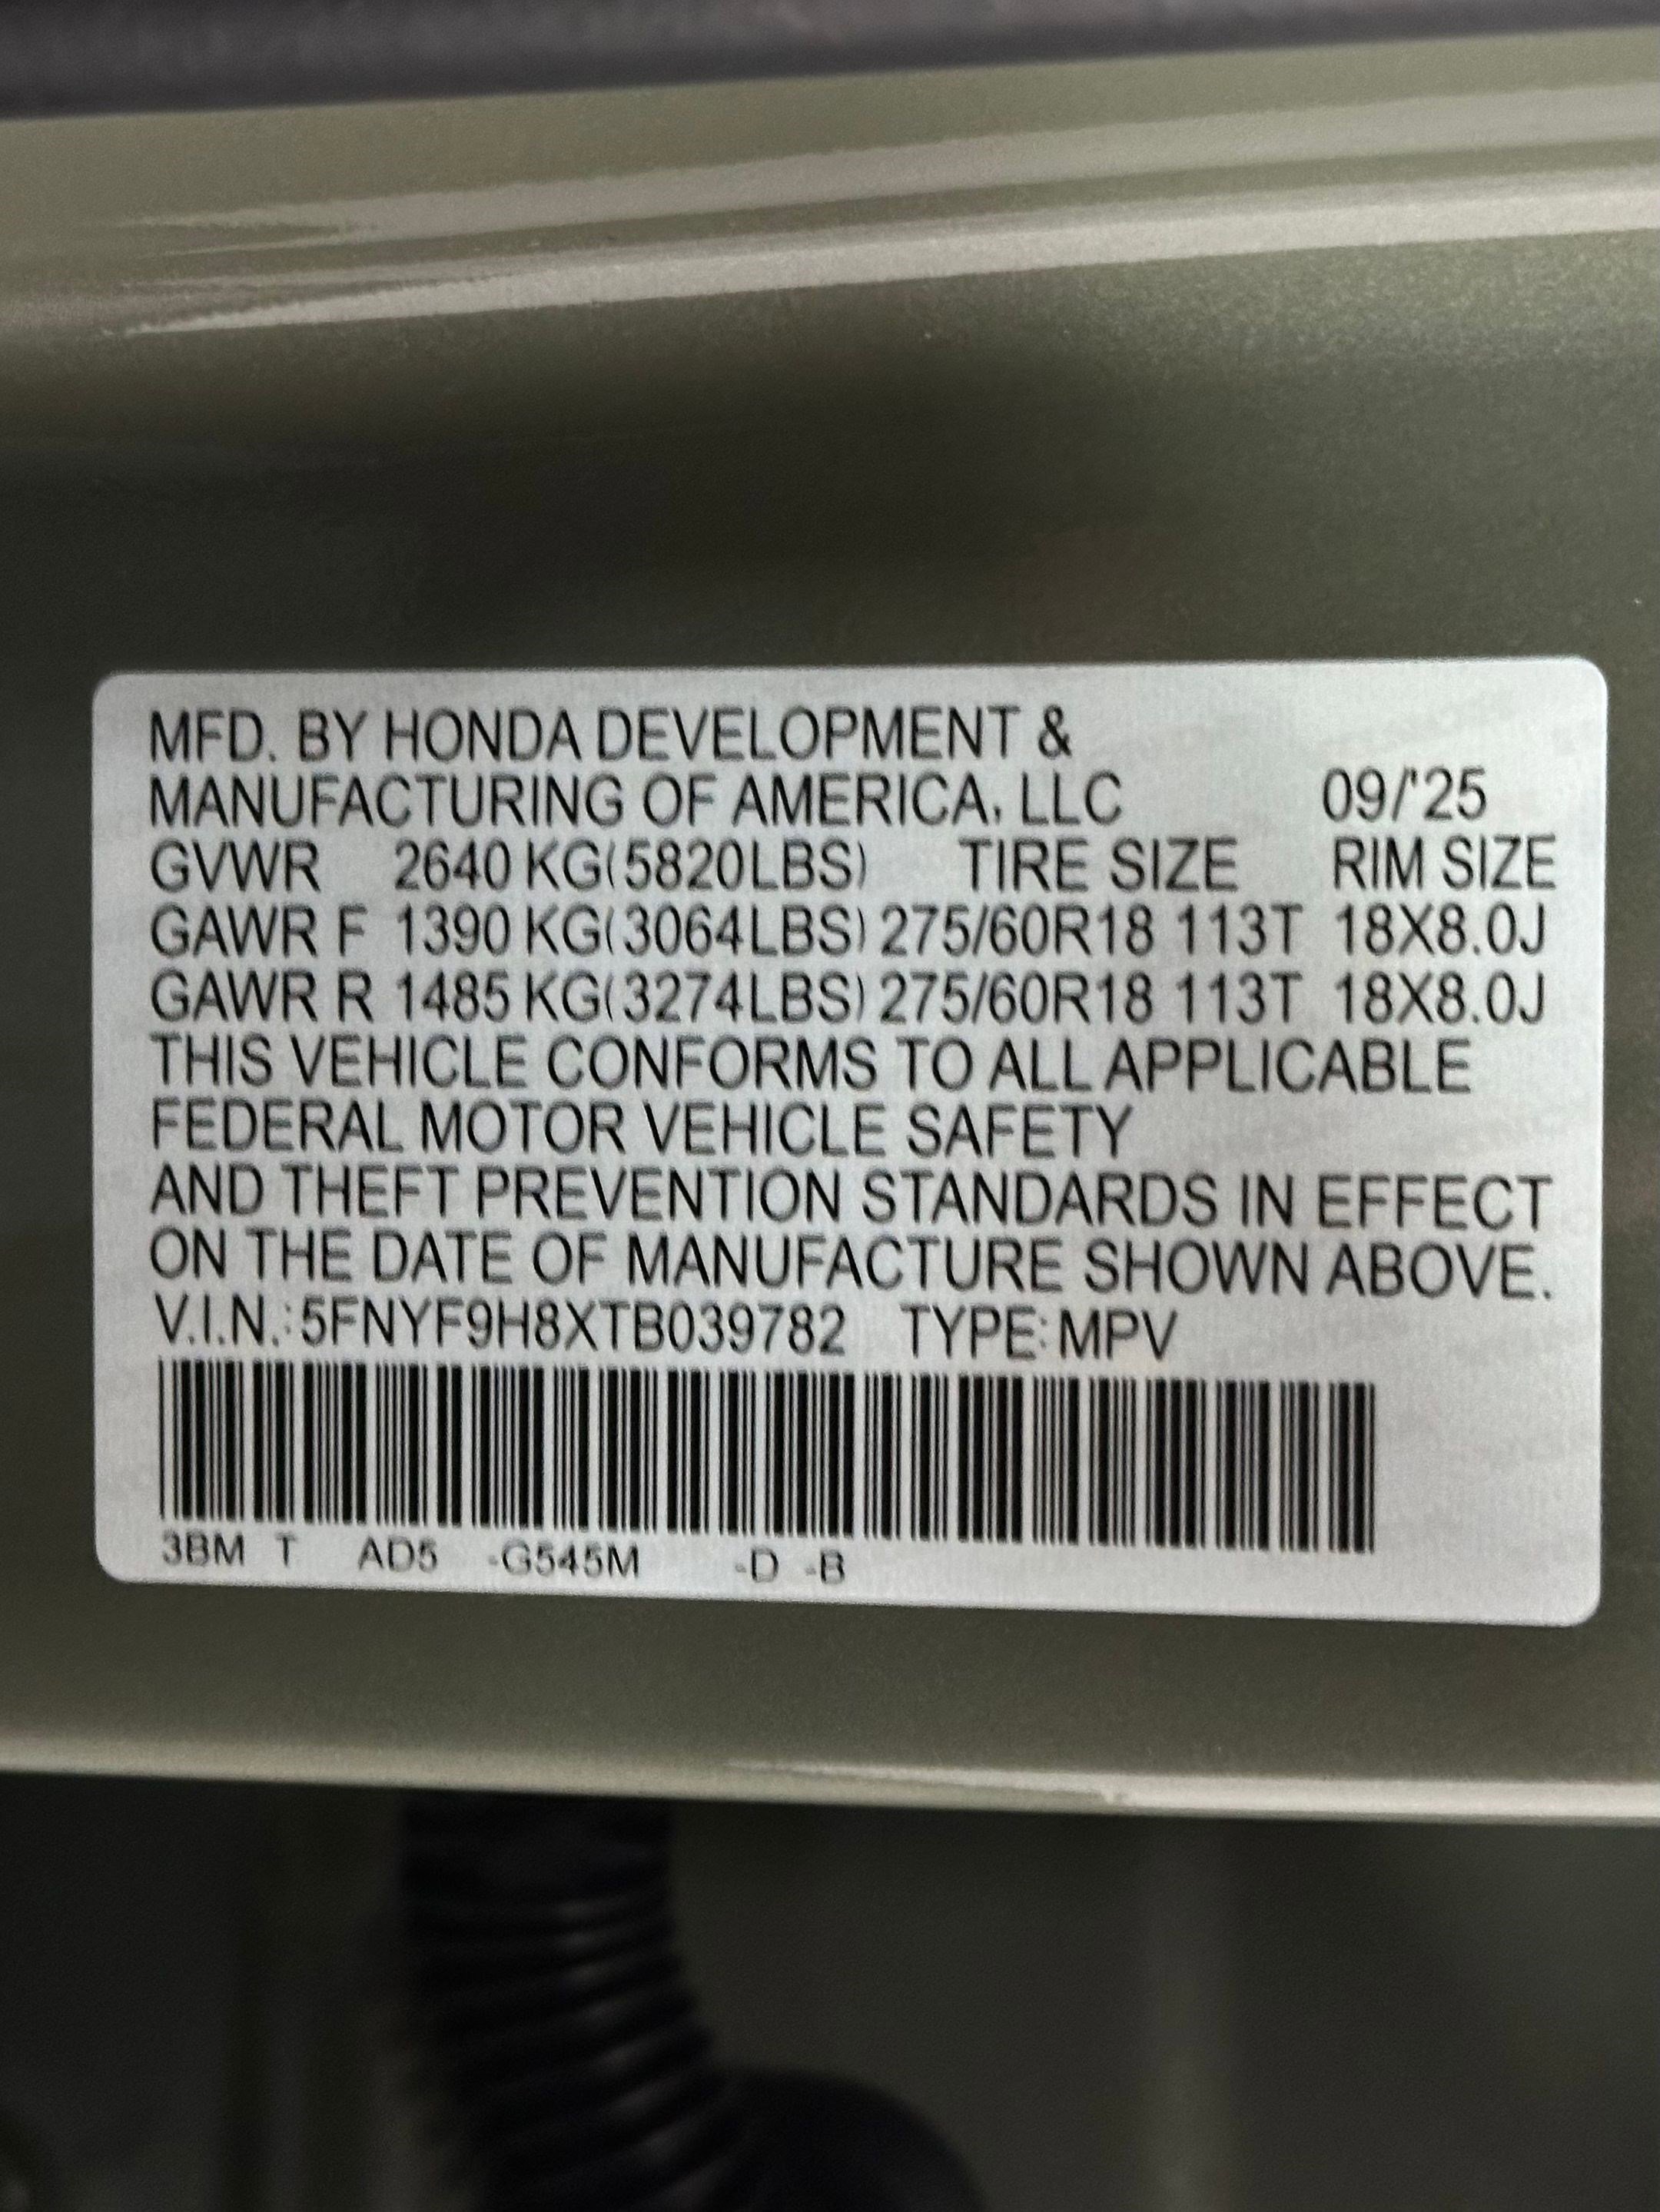 MFD. BY HONDA DEVELOPMENT &
MANUFACTURING OF AMERICA, LLC 09/'25
GVWR 2640 KG(5820LBS) TIRE SIZE RIM SIZE
GAWR F 1390 KG(3064LBS) 275/60R18 113T 18X8.0J
GAWR R 1485 KG(3274LBS) 275/60R18 113T 18X8.0J
THIS VEHICLE CONFORMS TO ALL APPLICABLE
FEDERAL MOTOR VEHICLE SAFETY
AND THEFT PREVENTION STANDARDS IN EFFECT
ON THE DATE OF MANUFACTURE SHOWN ABOVE.
V.I.N.: 5FNYF9H8XTB039782 TYPE: MPV
3BM T AD5 -G545M -D -B